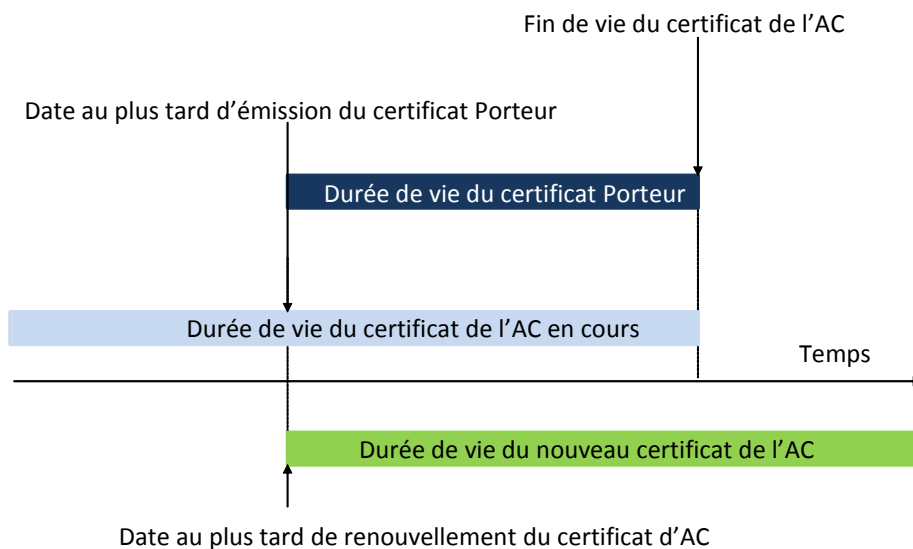 Fin de vie du certificat de l’AC
Date au plus tard d’émission du certificat Porteur
Durée de vie du certificat Porteur
Durée de vie du certificat de l’AC en cours
Temps
Durée de vie du nouveau certificat de l’AC
Date au plus tard de renouvellement du certificat d’AC